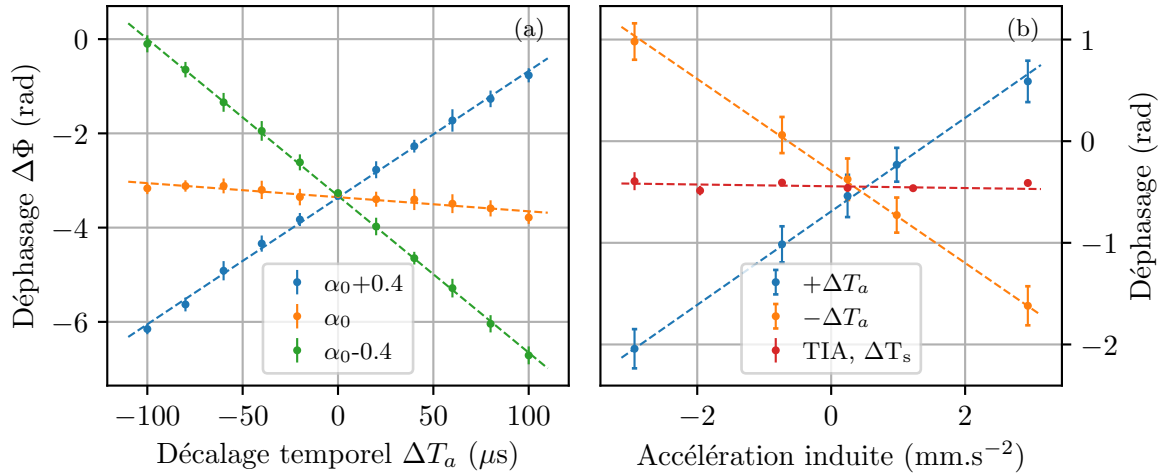 (a)
0
−2
−4
−6
Déphasage ΔΦ (rad)
α₀+0.4
α₀
α₀-0.4
−100 −50 0 50 100
Décalage temporel ΔTₐ (μs)
(b)
1
0
−1
−2
Déphasage (rad)
+ΔTₐ
−ΔTₐ
TIA, ΔTₛ
−2 0 2
Accélération induite (mm.s⁻²)